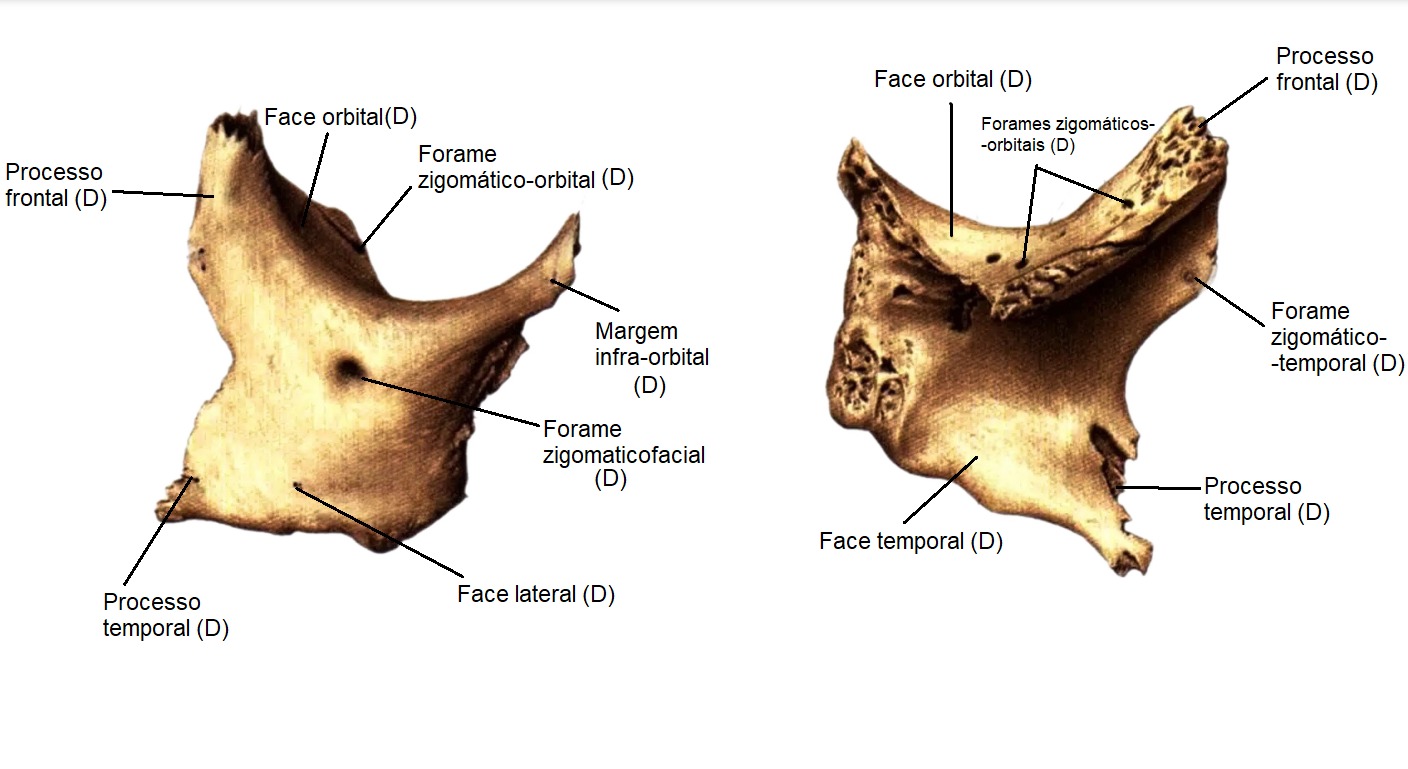 Face orbital(D)
Forame
zigomático-orbital (D)
Processo
frontal (D)
Margem
infra-orbital
(D)
Forame
zigomaticofacial
(D)
Face lateral (D)
Processo
temporal (D)
Processo
frontal (D)
Face orbital (D)
Forames zigomáticos-
-orbitais (D)
Forame
zigomático-
-temporal (D)
Processo
temporal (D)
Face temporal (D)